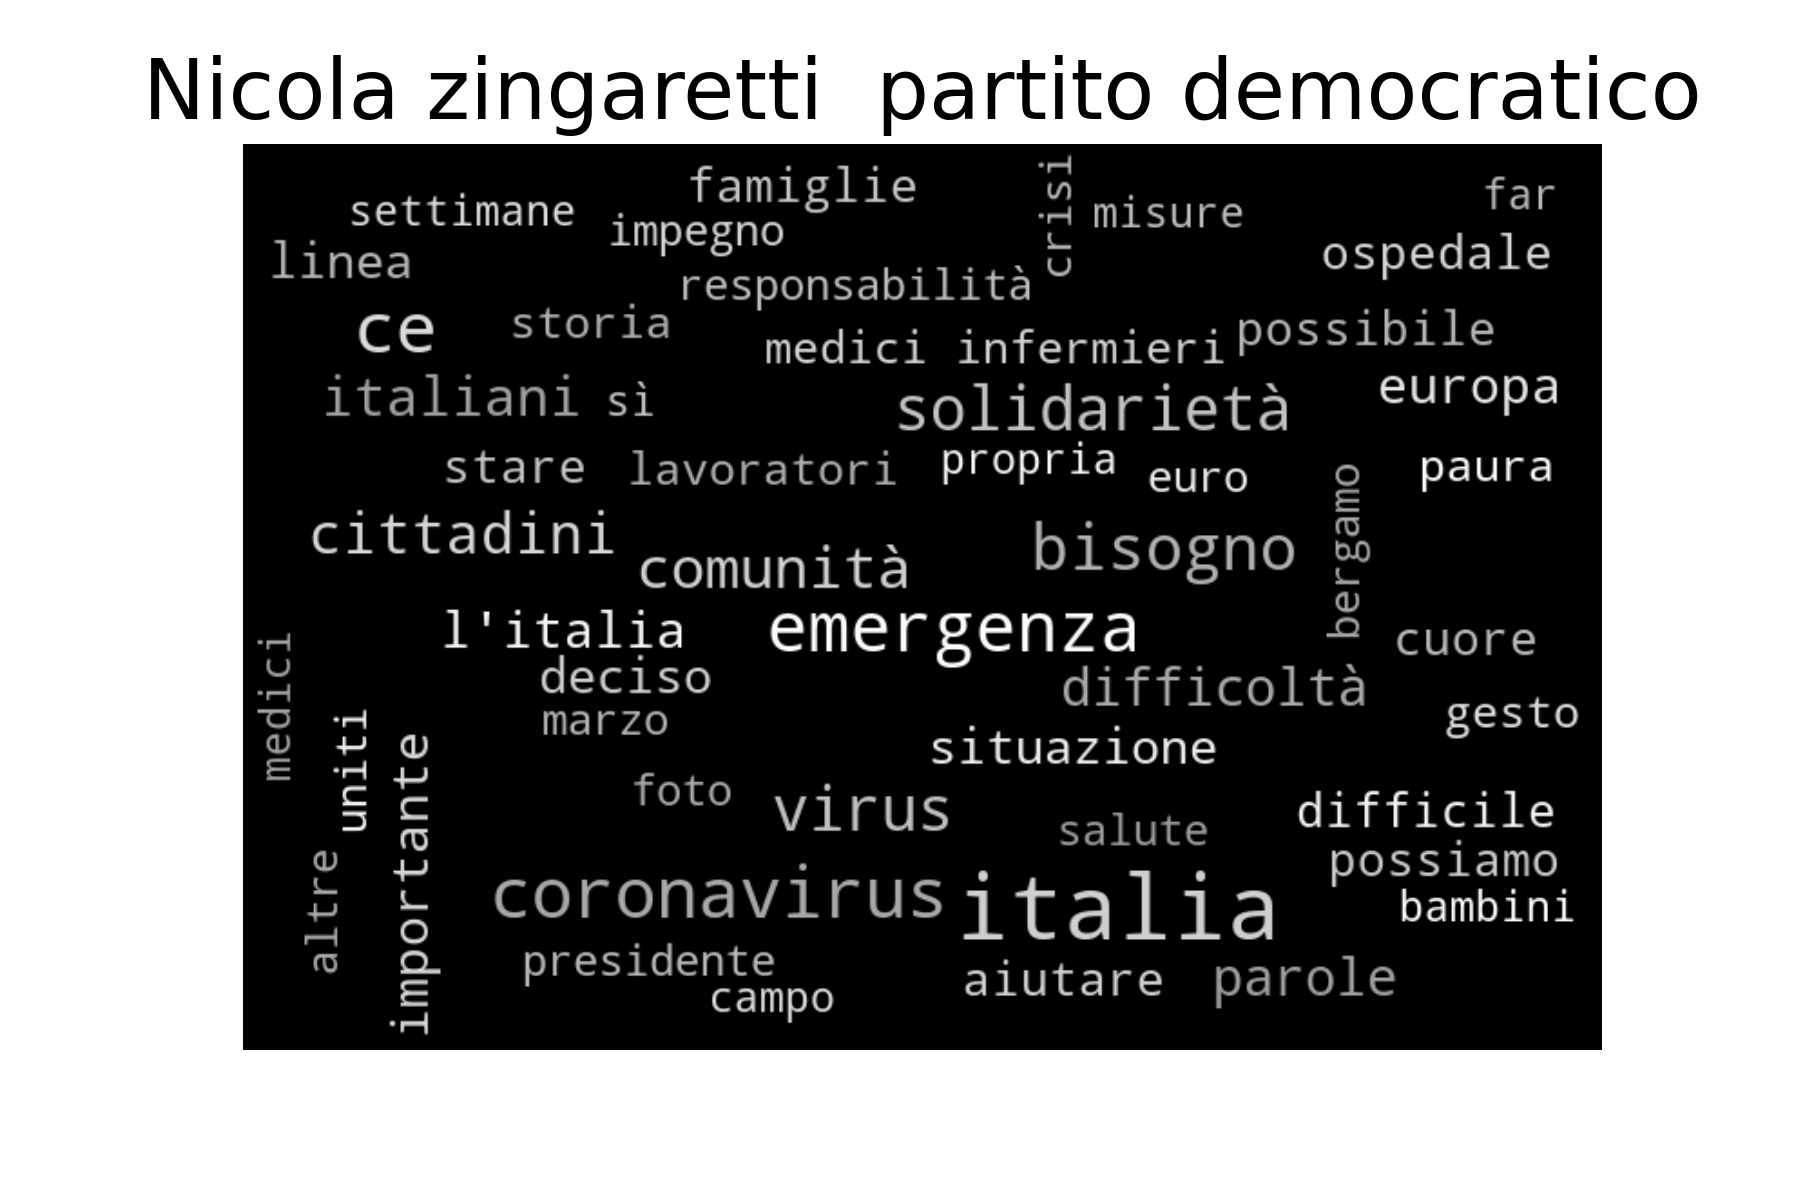 Nicola zingaretti  partito democratico
famiglie
crisi
far
settimane
impegno
misure
linea
ospedale
responsabilità
ce
storia
medici infermieri
possibile
italiani
sì
solidarietà
europa
stare
lavoratori
propria
euro
paura
bergamo
cittadini
comunità
bisogno
l'italia
emergenza
cuore
medici
deciso
difficoltà
marzo
gesto
uniti
situazione
importante
foto
virus
salute
difficile
possiamo
altre
coronavirus
italia
bambini
presidente
aiutare
parole
campo